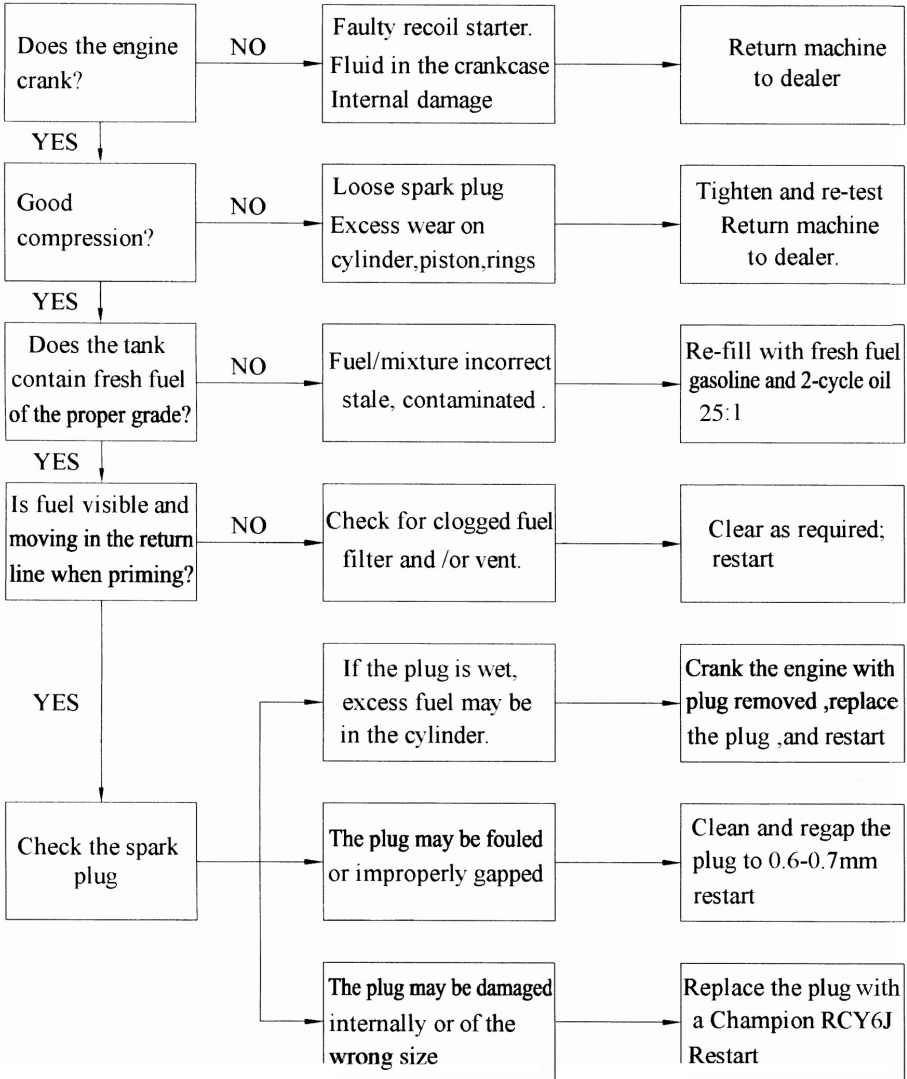 Does the engine
crank?
NO
Faulty recoil starter.
Fluid in the crankcase
Internal damage
Return machine
to dealer
YES
Good
compression?
NO
Loose spark plug
Excess wear on
cylinder,piston,rings
Tighten and re-test
Return machine
to dealer.
YES
Does the tank
contain fresh fuel
of the proper grade?
NO
Fuel/mixture incorrect
stale, contaminated .
Re-fill with fresh fuel
gasoline and 2-cycle oil
25:1
YES
Is fuel visible and
moving in the return
line when priming?
NO
Check for clogged fuel
filter and /or vent.
Clear as required;
restart
YES
If the plug is wet,
excess fuel may be
in the cylinder.
Crank the engine with
plug removed ,replace
the plug ,and restart
Check the spark
plug
The plug may be fouled
or improperly gapped
Clean and regap the
plug to 0.6-0.7mm
restart
The plug may be damaged
internally or of the
wrong size
Replace the plug with
a Champion RCY6J
Restart